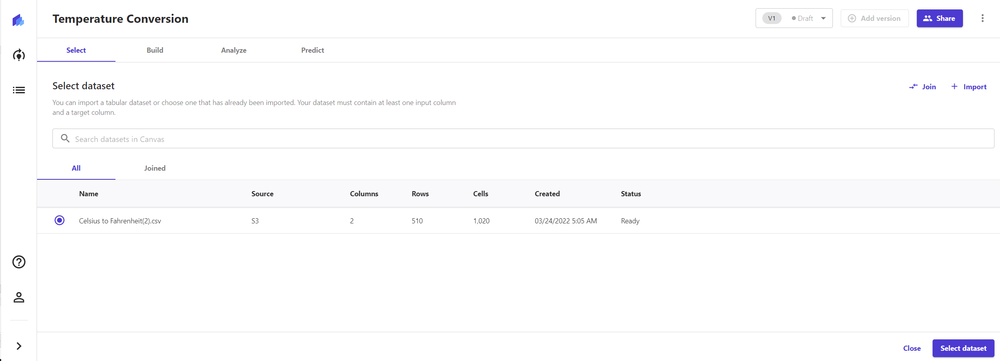 Temperature Conversion
V1 Draft
Add version
Share
Select Build Analyze Predict
Select dataset
Join
Import
You can import a tabular dataset or choose one that has already been imported. Your dataset must contain at least one input column
and a target column.
Search datasets in Canvas
All Joined
Name Source Columns Rows Cells Created Status
Celsius to Fahrenheit(2).csv S3 2 510 1,020 03/24/2022 5:05 AM Ready
Close
Select dataset